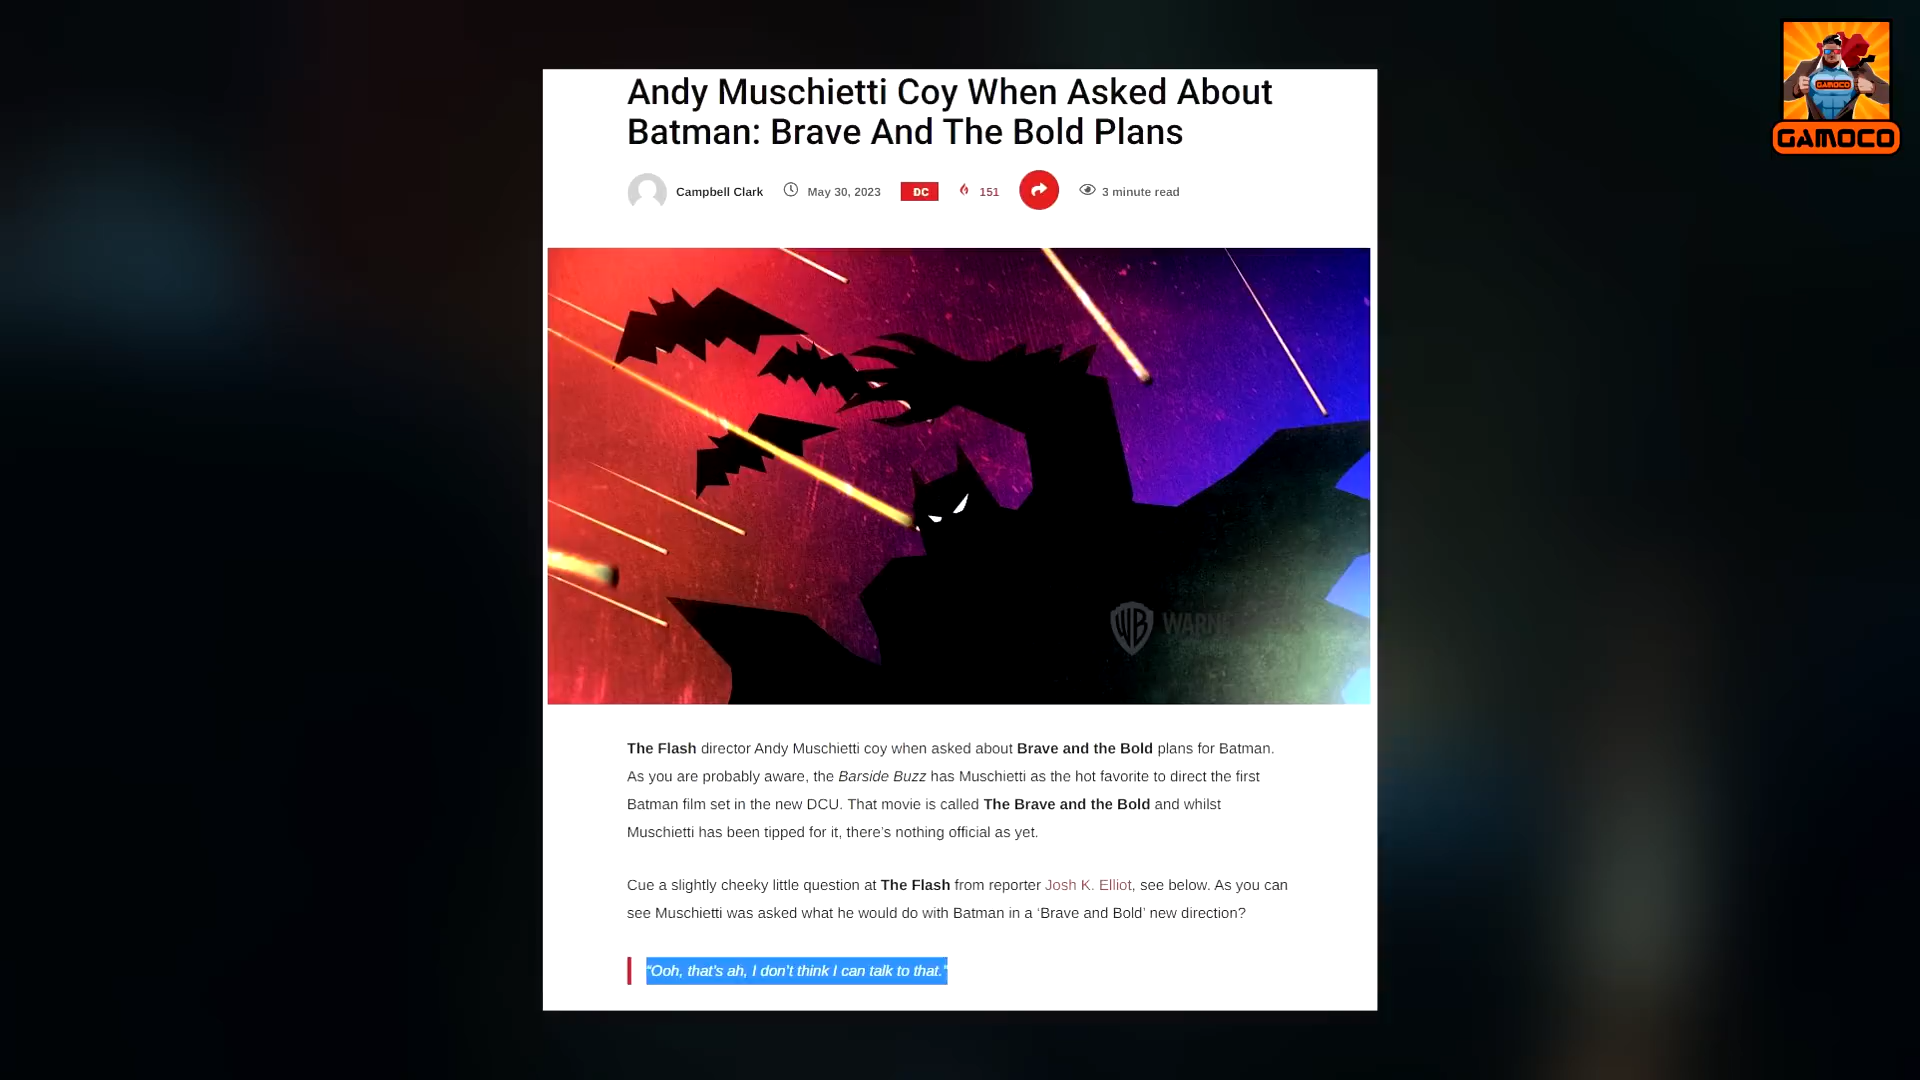 GAMOCO
GAMOCO
Andy Muschietti Coy When Asked About
Batman: Brave And The Bold Plans
Campbell Clark May 30, 2023 DC 151 3 minute read
WB WARN
The Flash director Andy Muschietti coy when asked about Brave and the Bold plans for Batman.
As you are probably aware, the Barside Buzz has Muschietti as the hot favorite to direct the first
Batman film set in the new DCU. That movie is called The Brave and the Bold and whilst
Muschietti has been tipped for it, there's nothing official as yet.
Cue a slightly cheeky little question at The Flash from reporter Josh K. Elliot, see below. As you can
see Muschietti was asked what he would do with Batman in a ‘Brave and Bold’ new direction?
“Ooh, that’s ah, I don’t think I can talk to that.”